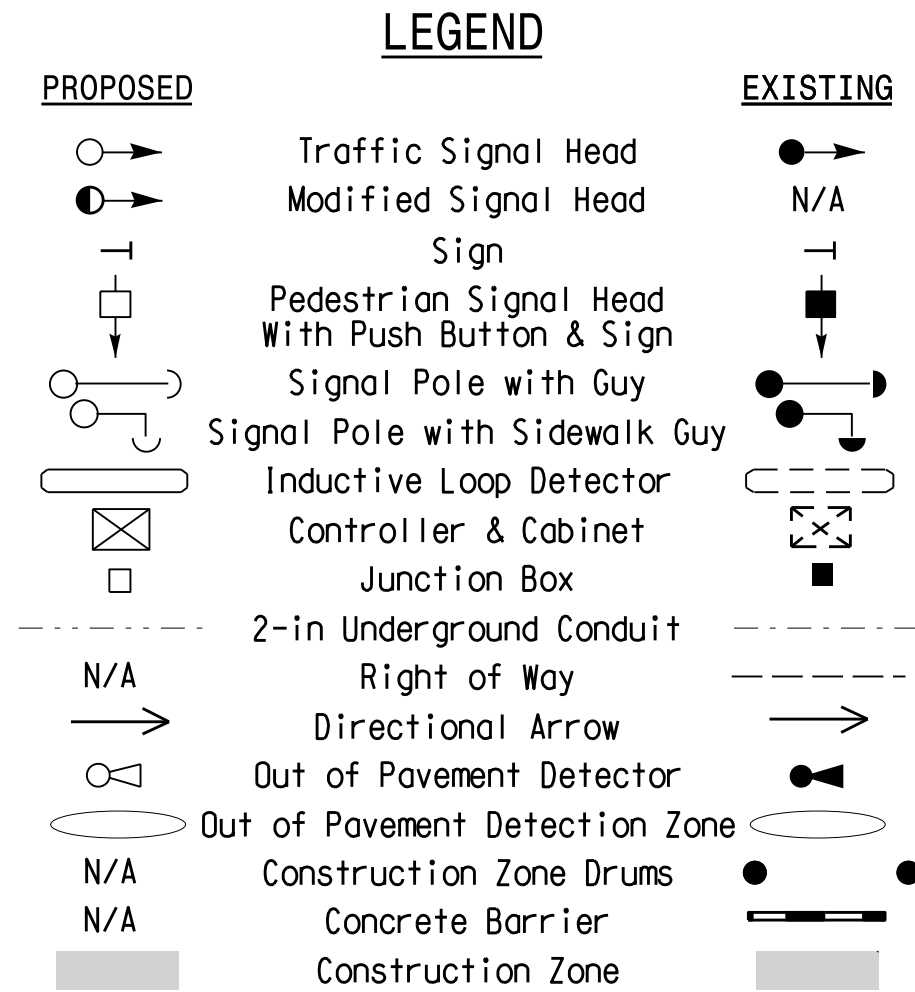 LEGEND
PROPOSED EXISTING
Traffic Signal Head
Modified Signal Head N/A
Sign
Pedestrian Signal Head
With Push Button & Sign
Signal Pole with Guy
Signal Pole with Sidewalk Guy
Inductive Loop Detector
Controller & Cabinet
Junction Box
2-in Underground Conduit
N/A Right of Way
Directional Arrow
Out of Pavement Detector
Out of Pavement Detection Zone
N/A Construction Zone Drums
N/A Concrete Barrier
Construction Zone